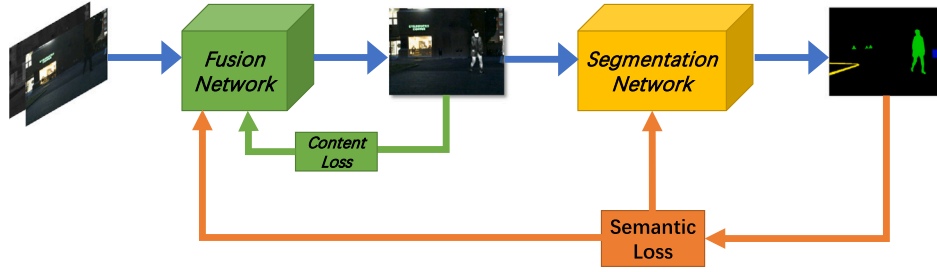 Fusion
Network
Segmentation
Network
Content
Loss
Semantic
Loss